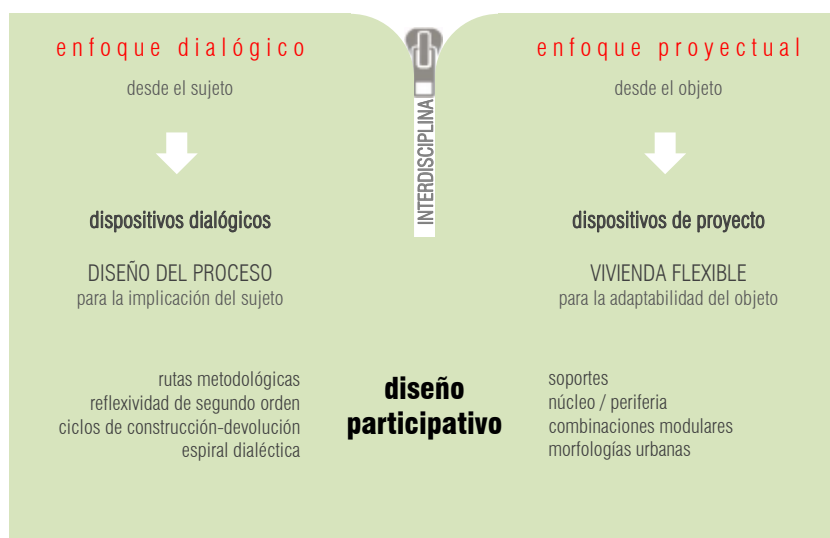 enfoque dialógico
desde el sujeto
dispositivos dialógicos
DISEÑO DEL PROCESO
para la implicación del sujeto
rutas metodológicas
reflexividad de segundo orden
ciclos de construcción-devolución
espiral dialéctica
INTERDISCIPLINA
diseño
participativo
enfoque proyectual
desde el objeto
dispositivos de proyecto
VIVIENDA FLEXIBLE
para la adaptabilidad del objeto
soportes
núcleo / periferia
combinaciones modulares
morfologías urbanas